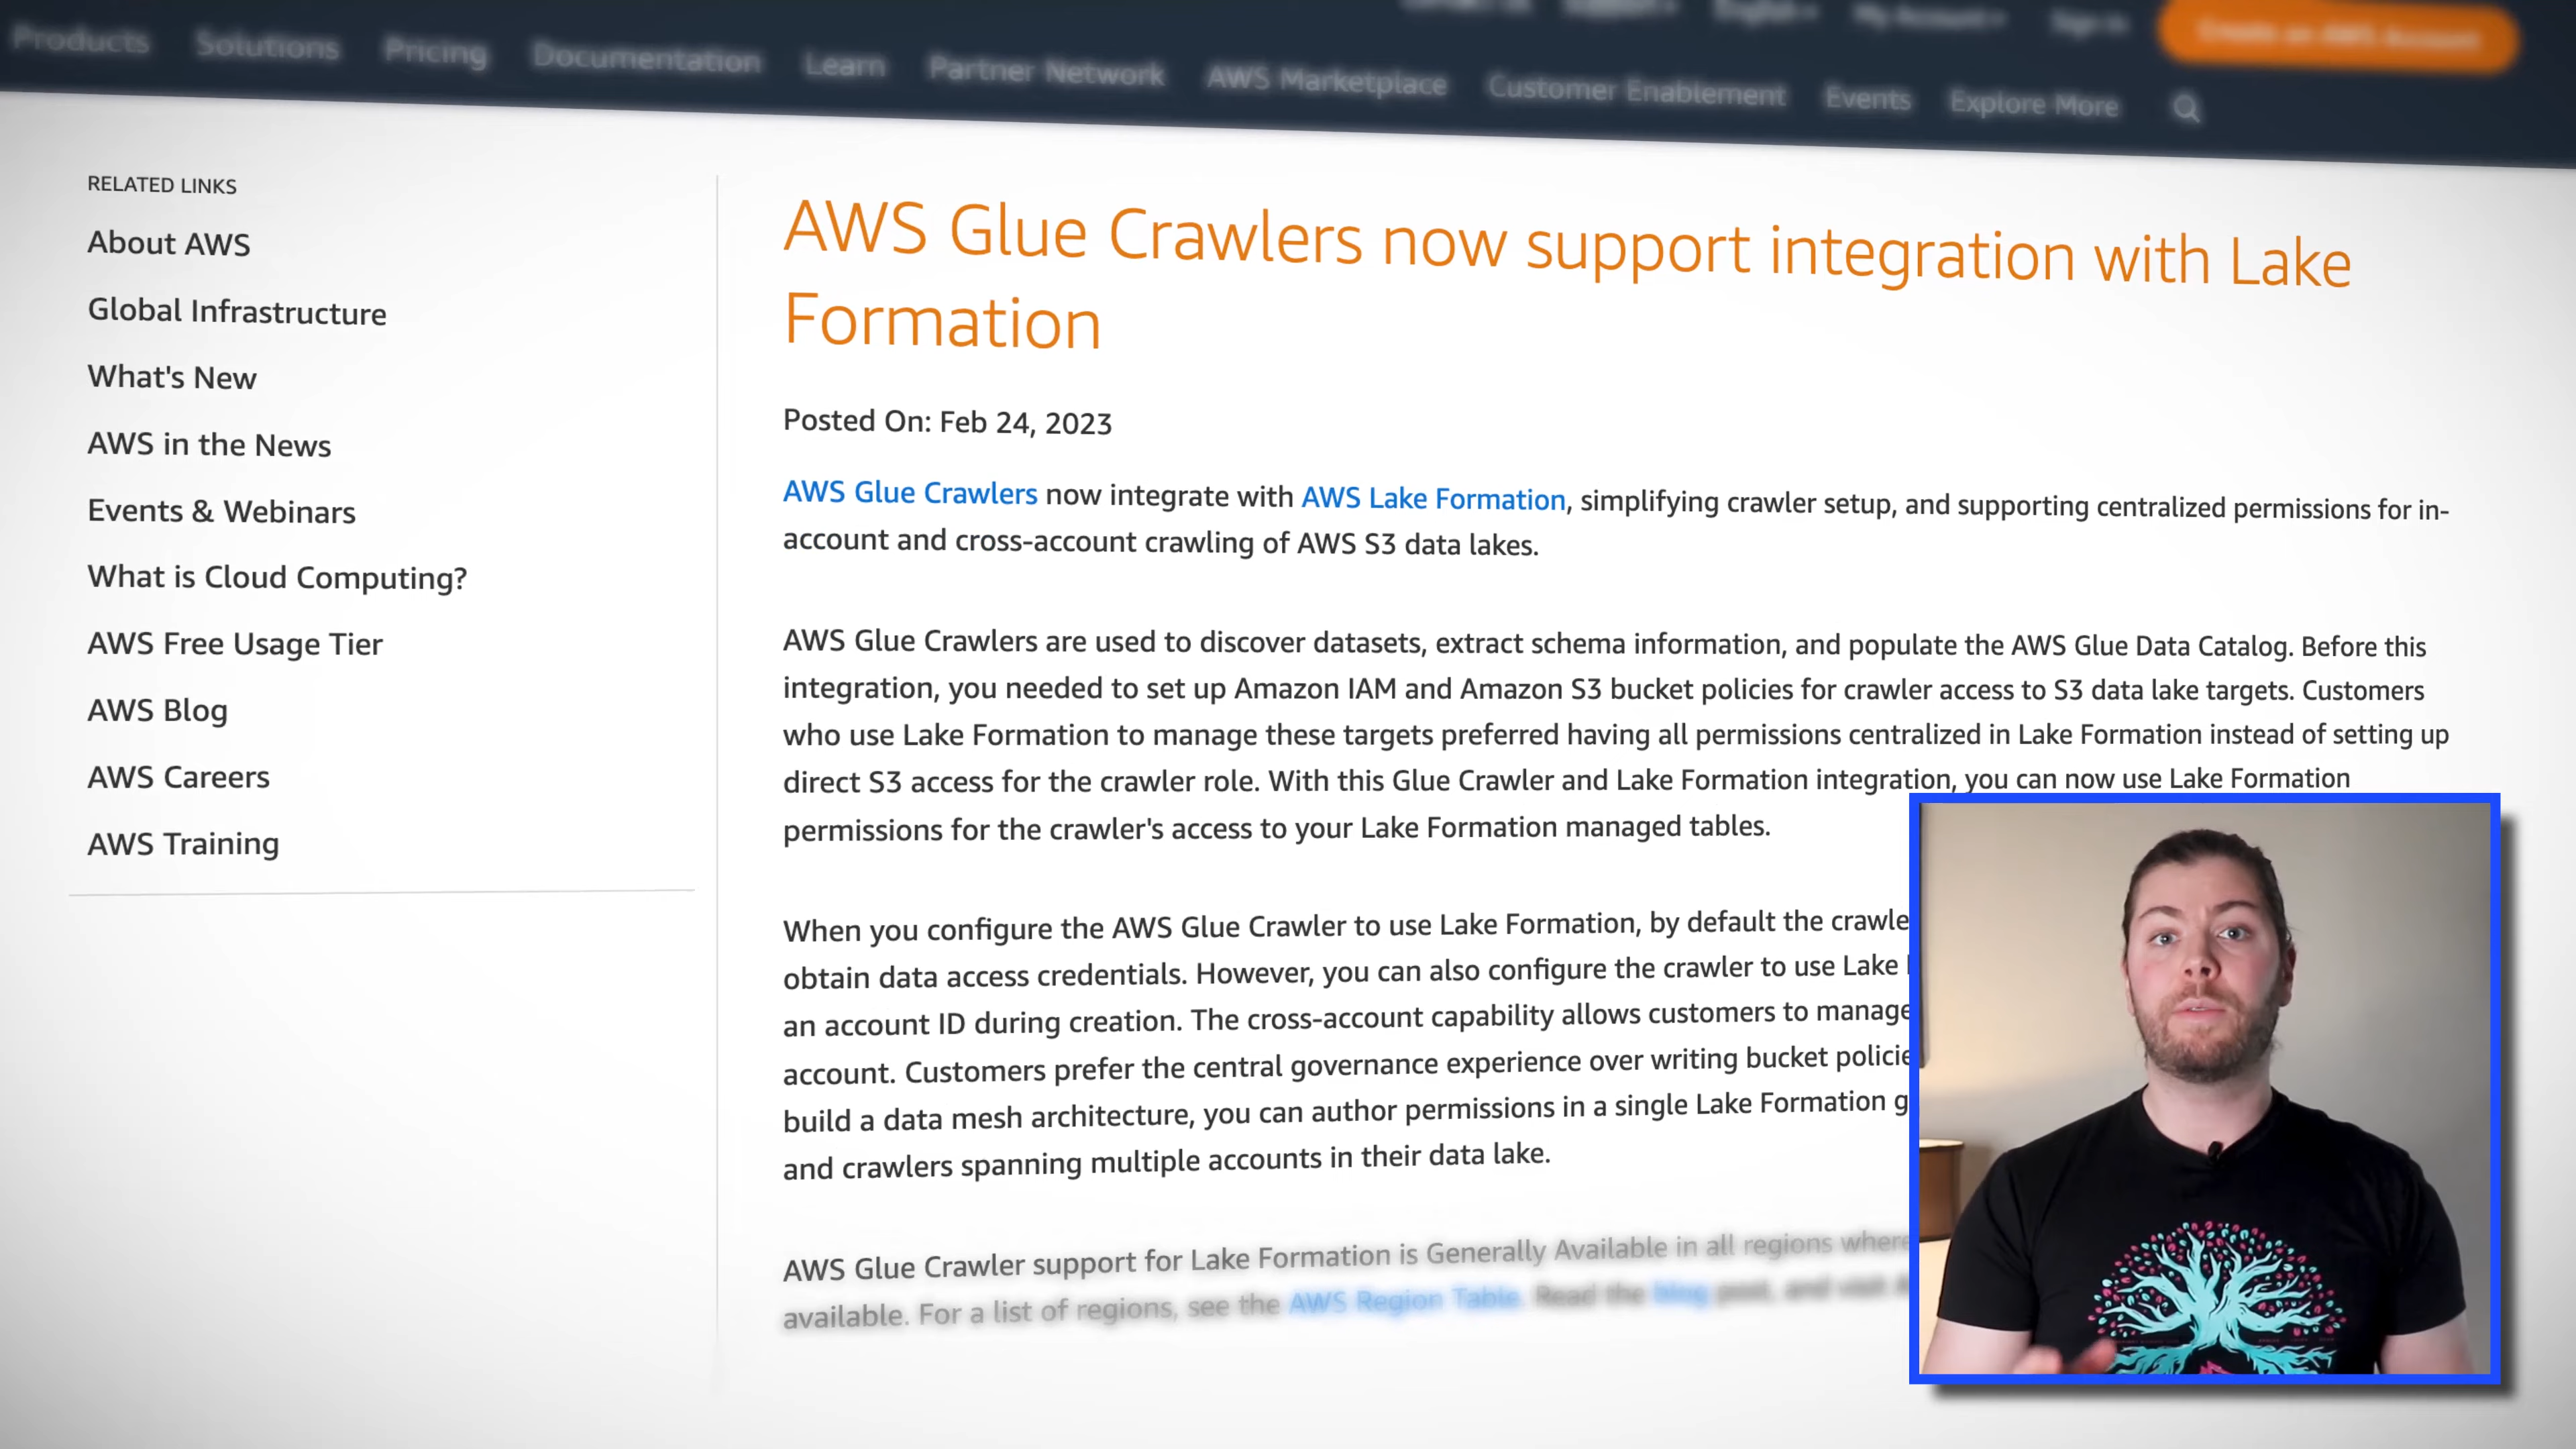 Products Solutions Pricing Documentation Learn Partner Network AWS Marketplace Customer Enablement Events Explore More
RELATED LINKS
About AWS
Global Infrastructure
What's New
AWS in the News
Events & Webinars
What is Cloud Computing?
AWS Free Usage Tier
AWS Blog
AWS Careers
AWS Training
AWS Glue Crawlers now support integration with Lake
Formation
Posted On: Feb 24, 2023
AWS Glue Crawlers now integrate with AWS Lake Formation, simplifying crawler setup, and supporting centralized permissions for in-
account and cross-account crawling of AWS S3 data lakes.
AWS Glue Crawlers are used to discover datasets, extract schema information, and populate the AWS Glue Data Catalog. Before this
integration, you needed to set up Amazon IAM and Amazon S3 bucket policies for crawler access to S3 data lake targets. Customers
who use Lake Formation to manage these targets preferred having all permissions centralized in Lake Formation instead of setting up
direct S3 access for the crawler role. With this Glue Crawler and Lake Formation integration, you can now use Lake Formation
permissions for the crawler's access to your Lake Formation managed tables.
When you configure the AWS Glue Crawler to use Lake Formation, by default the crawle
obtain data access credentials. However, you can also configure the crawler to use Lake
an account ID during creation. The cross-account capability allows customers to manage
account. Customers prefer the central governance experience over writing bucket policie
build a data mesh architecture, you can author permissions in a single Lake Formation g
and crawlers spanning multiple accounts in their data lake.
AWS Glue Crawler support for Lake Formation is Generally Available in all regions where
available. For a list of regions, see the AWS Region Table. Read the blog post, and visit